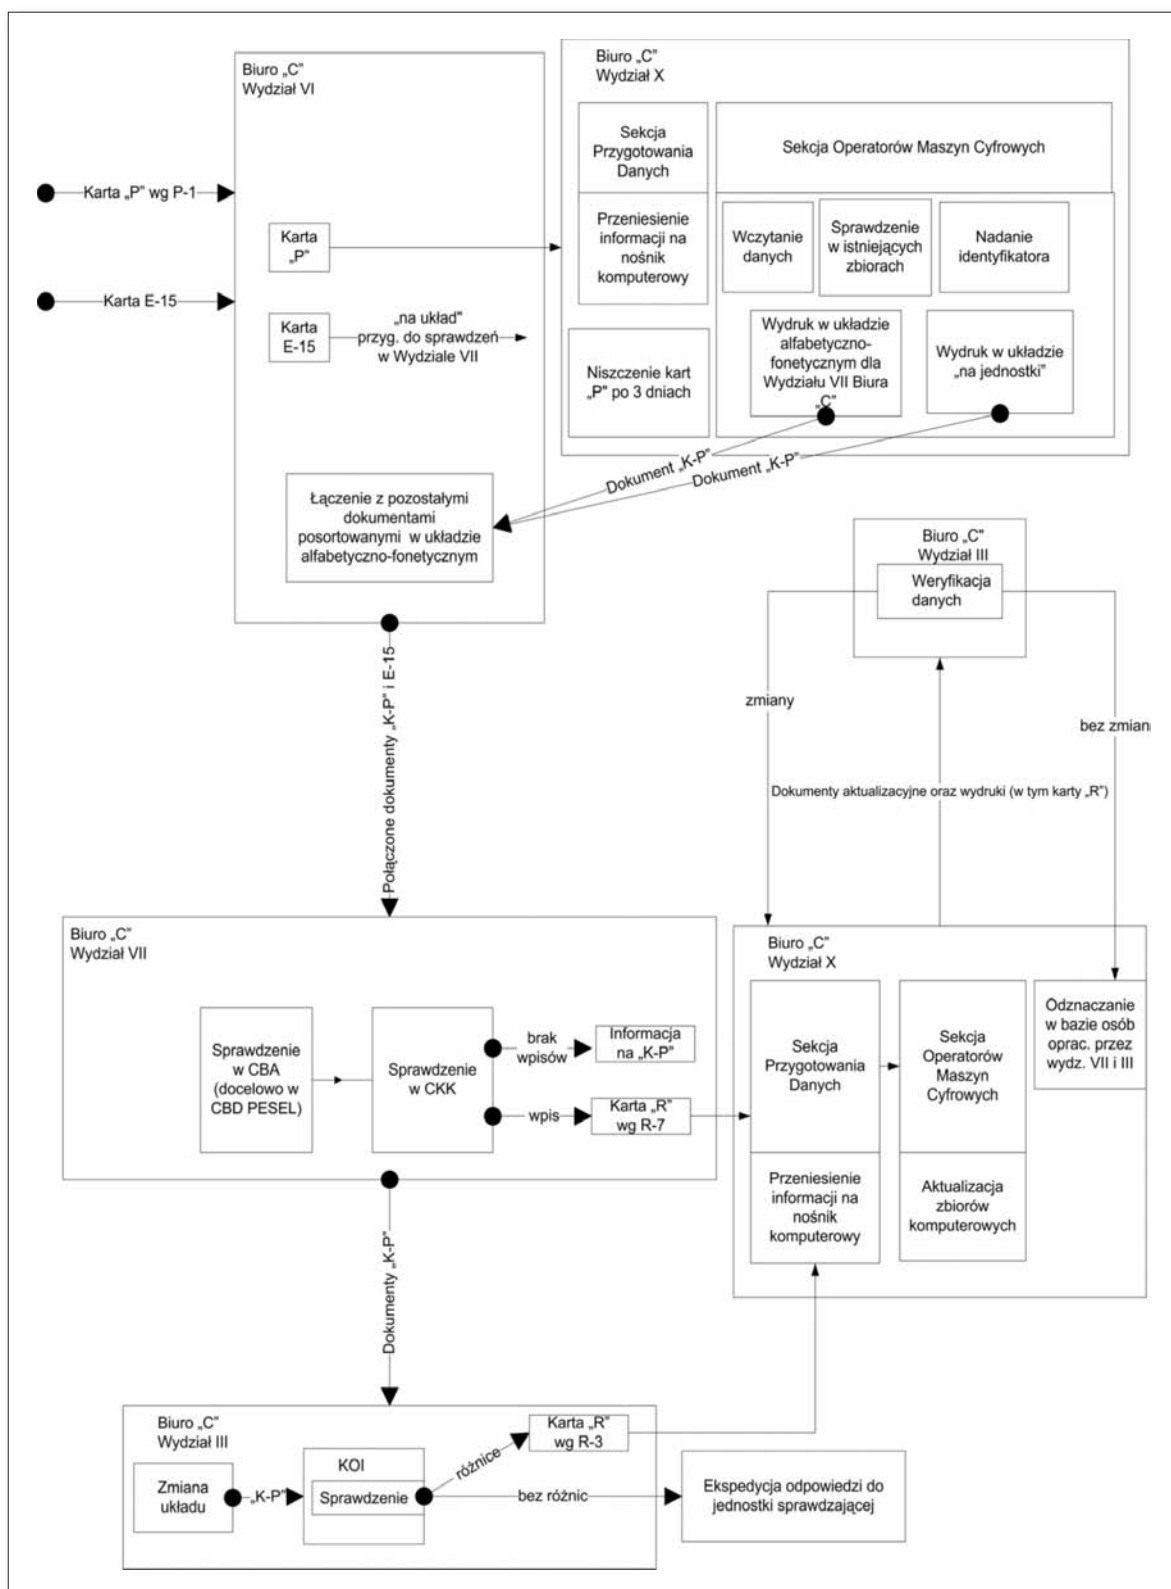 Biuro „C”
Wydział VI
Karta „P” wg P-1
Karta E-15
Karta
„P”
Karta
E-15
„na układ"
przyg. do sprawdzeń
w Wydziale VII
Łączenie z pozostałymi
dokumentami
posortowanymi w układzie
alfabetyczno-fonetycznym
Biuro „C”
Wydział X
Sekcja
Przygotowania
Danych
Przeniesienie
informacji na
nośnik
komputerowy
Niszczenie kart
„P” po 3 dniach
Sekcja Operatorów Maszyn Cyfrowych
Wczytanie
danych
Sprawdzenie
w istniejących
zbiorach
Nadanie
identyfikatora
Wydruk w układzie
alfabetyczno-
fonetycznym dla
Wydziału VII Biura
„C”
Wydruk w układzie
„na jednostki”
Dokument „K-P”
Dokument „K-P”
Biuro „C”
Wydział III
Weryfikacja
danych
zmiany
bez zmian
Dokumenty aktualizacyjne oraz wydruki (w tym karty „R”)
Połączone dokumenty „K-P” i E-15
Biuro „C”
Wydział VII
Sprawdzenie
w CBA
(docelowo w
CBD PESEL)
Sprawdzenie
w CKK
brak
wpisów
Informacja
na „K-P”
wpis
Karta „R”
wg R-7
Biuro „C”
Wydział X
Sekcja
Przygotowania
Danych
Przeniesienie
informacji na
nośnik
komputerowy
Sekcja
Operatorów
Maszyn
Cyfrowych
Aktualizacja
zbiorów
komputerowych
Odznaczanie
w bazie osób
oprac. przez
wydz. VII i III
Dokumenty „K-P”
Biuro „C”
Wydział III
Zmiana
układu
„K-P”
KOI
Sprawdzenie
różnice
Karta „R”
wg R-3
bez różnic
Ekspedycja odpowiedzi do
jednostki sprawdzającej